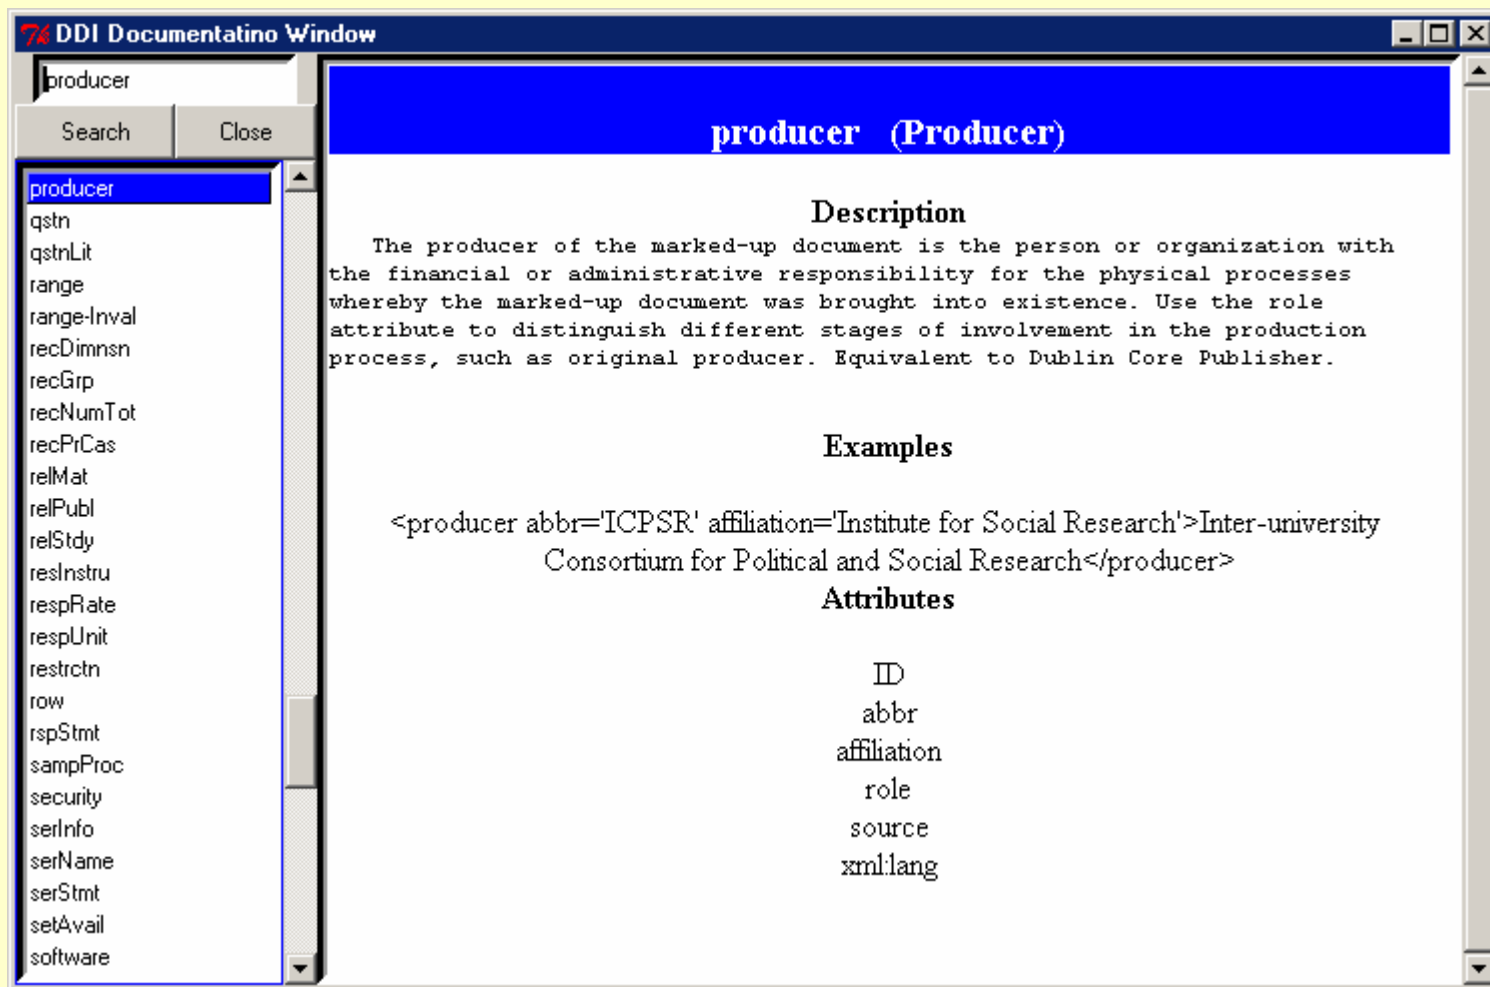 DDI Documentatino Window
producer
Search Close
producer
qstn
qstnLit
range
range-Inval
recDimnsn
recGrp
recNumTot
recPrCas
relMat
relPubl
relStdy
resInstru
respRate
respUnit
restrctn
row
rspStmt
sampProc
security
serInfo
serName
serStmt
setAvail
software
producer (Producer)
Description
The producer of the marked-up document is the person or organization with
the financial or administrative responsibility for the physical processes
whereby the marked-up document was brought into existence. Use the role
attribute to distinguish different stages of involvement in the production
process, such as original producer. Equivalent to Dublin Core Publisher.
Examples
<producer abbr='ICPSR' affiliation='Institute for Social Research'>Inter-university
Consortium for Political and Social Research</producer>
Attributes
ID
abbr
affiliation
role
source
xml:lang